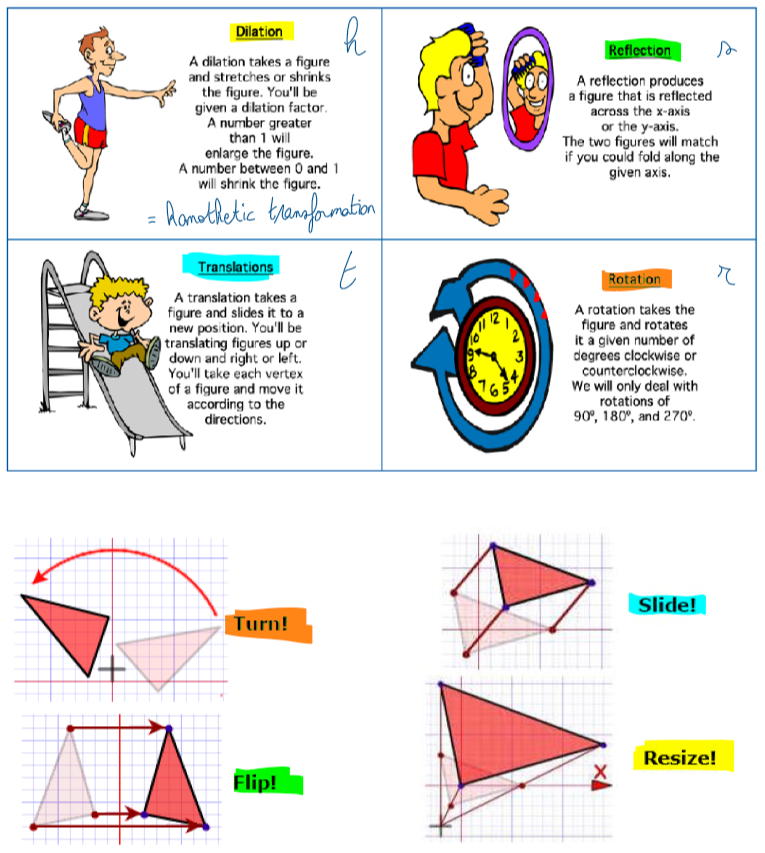 Dilation
h
A dilation takes a figure
and stretches or shrinks
the figure. You'll be
given a dilation factor.
A number greater
than 1 will
enlarge the figure.
A number between 0 and 1
will shrink the figure.
= homothetic transformation
Reflection
s
A reflection produces
a figure that is reflected
across the x-axis
or the y-axis.
The two figures will match
if you could fold along the
given axis.
Translations
t
A translation takes a
figure and slides it to a
new position. You'll be
translating figures up or
down and right or left.
You'll take each vertex
of a figure and move it
according to the
directions.
12
1
2
3
4
5
6
7
8
9
10
11
Rotation
r
A rotation takes the
figure and rotates
it a given number of
degrees clockwise or
counterclockwise.
We will only deal with
rotations of
90º, 180º, and 270º.
Turn!
Slide!
Flip!
Resize!
X